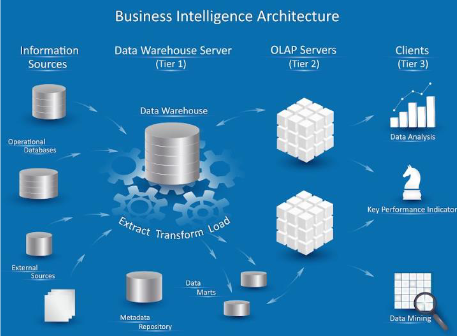 Business Intelligence Architecture
Information
Sources
Data Warehouse Server
(Tier 1)
OLAP Servers
(Tier 2)
Clients
(Tier 3)
Data Warehouse
Operational
Databases
Data Analysis
Key Performance Indicator
Extract Transform Load
External
Sources
Data
Marts
Metadata
Repository
Data Mining